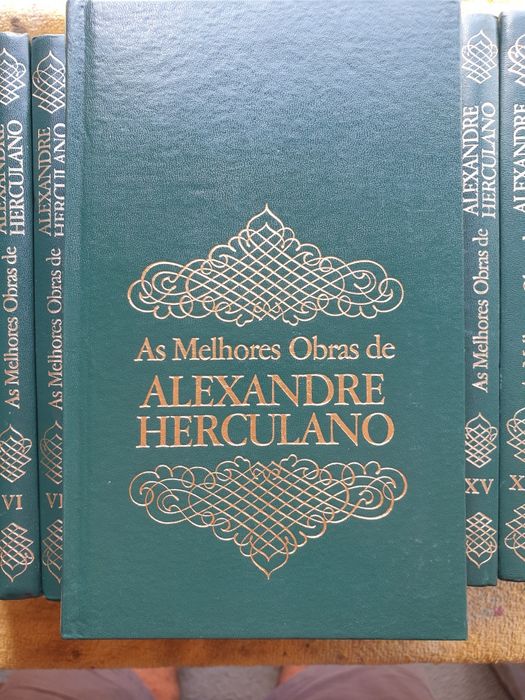 As Melhores Obras de
ALEXANDRE
HERCULANO
As Melhores Obras de
ALEXANDRE
HERCULANO
VI
As Melhores Obras de
ALEXANDRE
HERCULANO
As Melhores Obras de
ALEXANDRE
HERCULANO
XV
ALEXANDRE